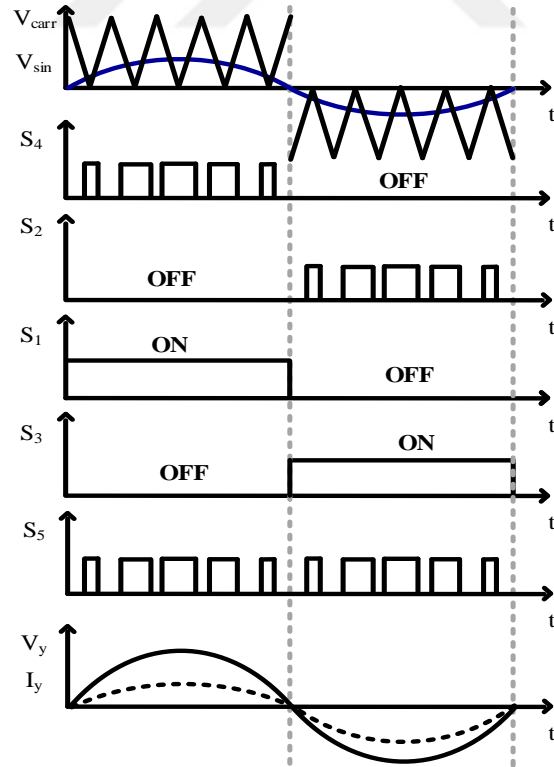 V_carr
V_sin
t
S_4
OFF
t
S_2
OFF
t
S_1
ON
OFF
t
S_3
OFF
ON
t
S_5
t
V_y
I_y
t